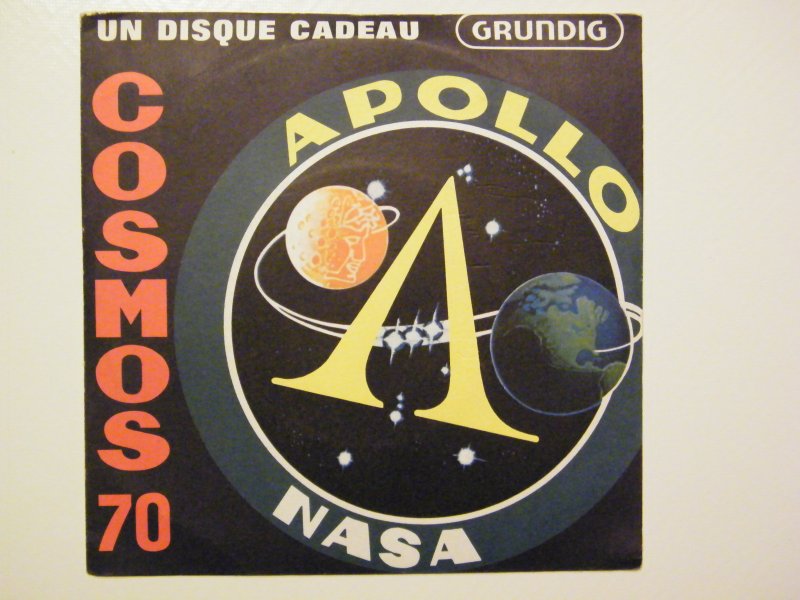 UN DISQUE CADEAU
GRUNDIG
COSMOS
70
APOLLO
A
NASA